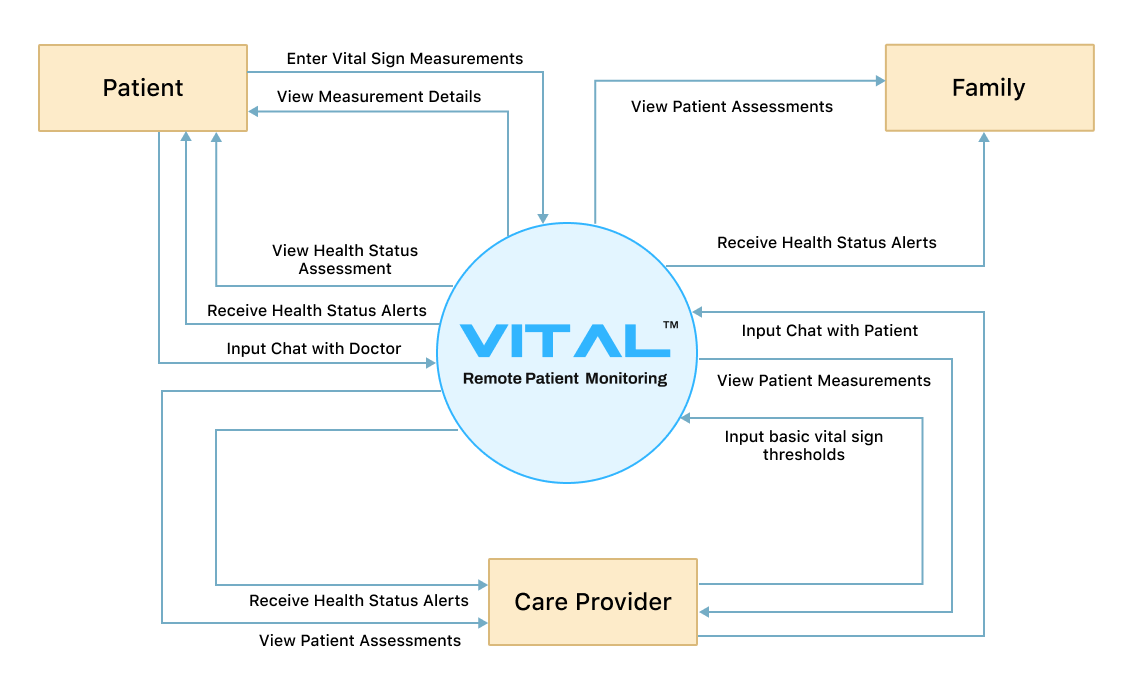 Patient
Enter Vital Sign Measurements
View Measurement Details
Family
View Patient Assessments
Receive Health Status Alerts
View Health Status
Assessment
Receive Health Status Alerts
Input Chat with Doctor
VITAL™
Remote Patient Monitoring
Input Chat with Patient
View Patient Measurements
Input basic vital sign
thresholds
Care Provider
Receive Health Status Alerts
View Patient Assessments